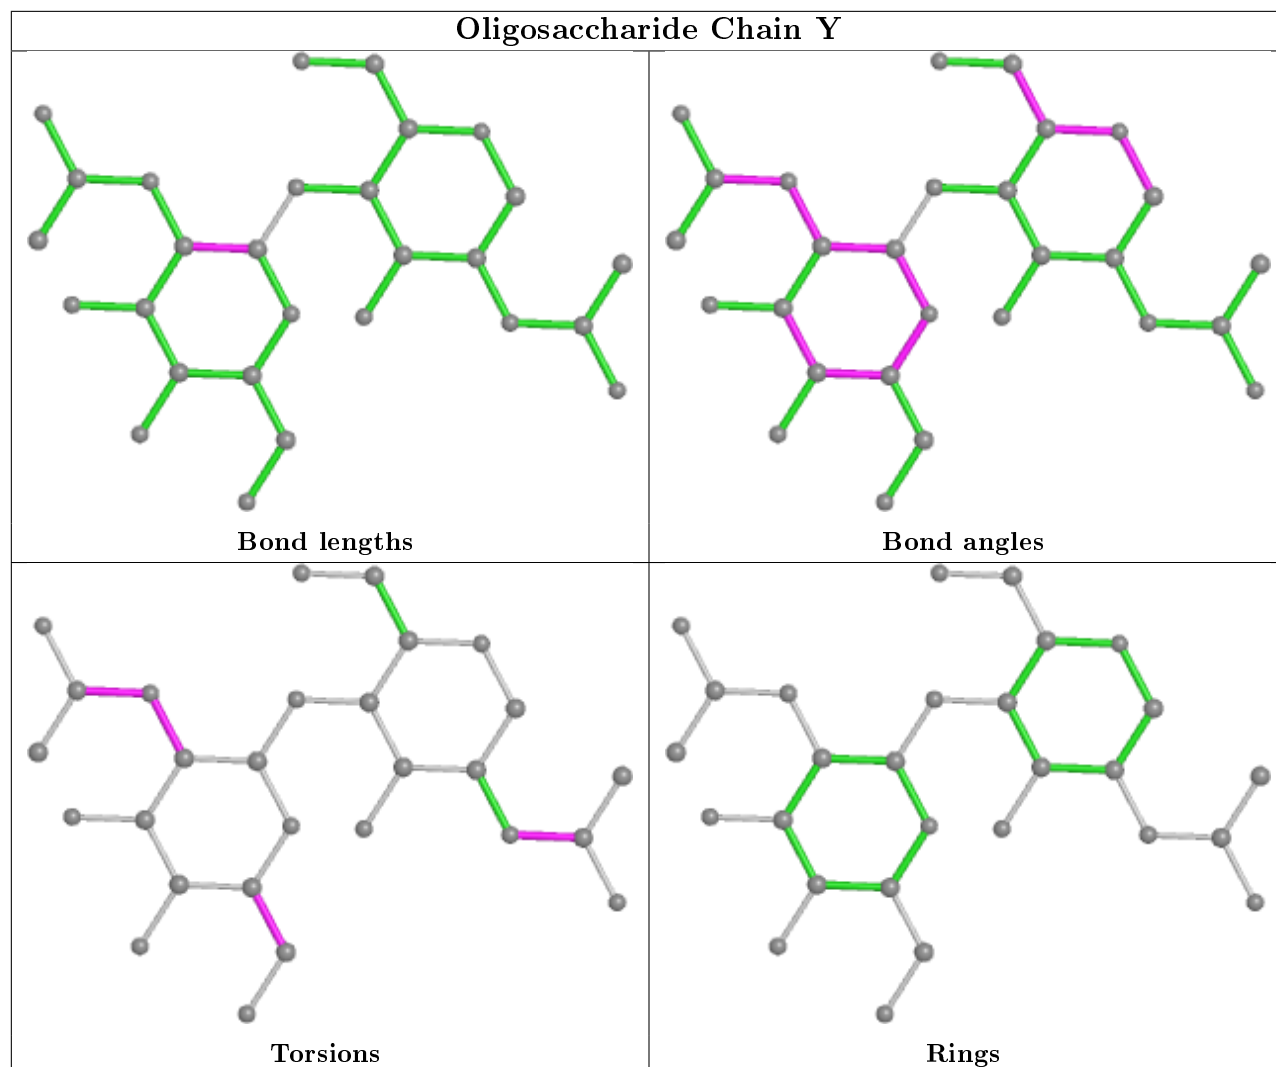 Oligosaccharide Chain Y
Bond lengths
Bond angles
Torsions
Rings